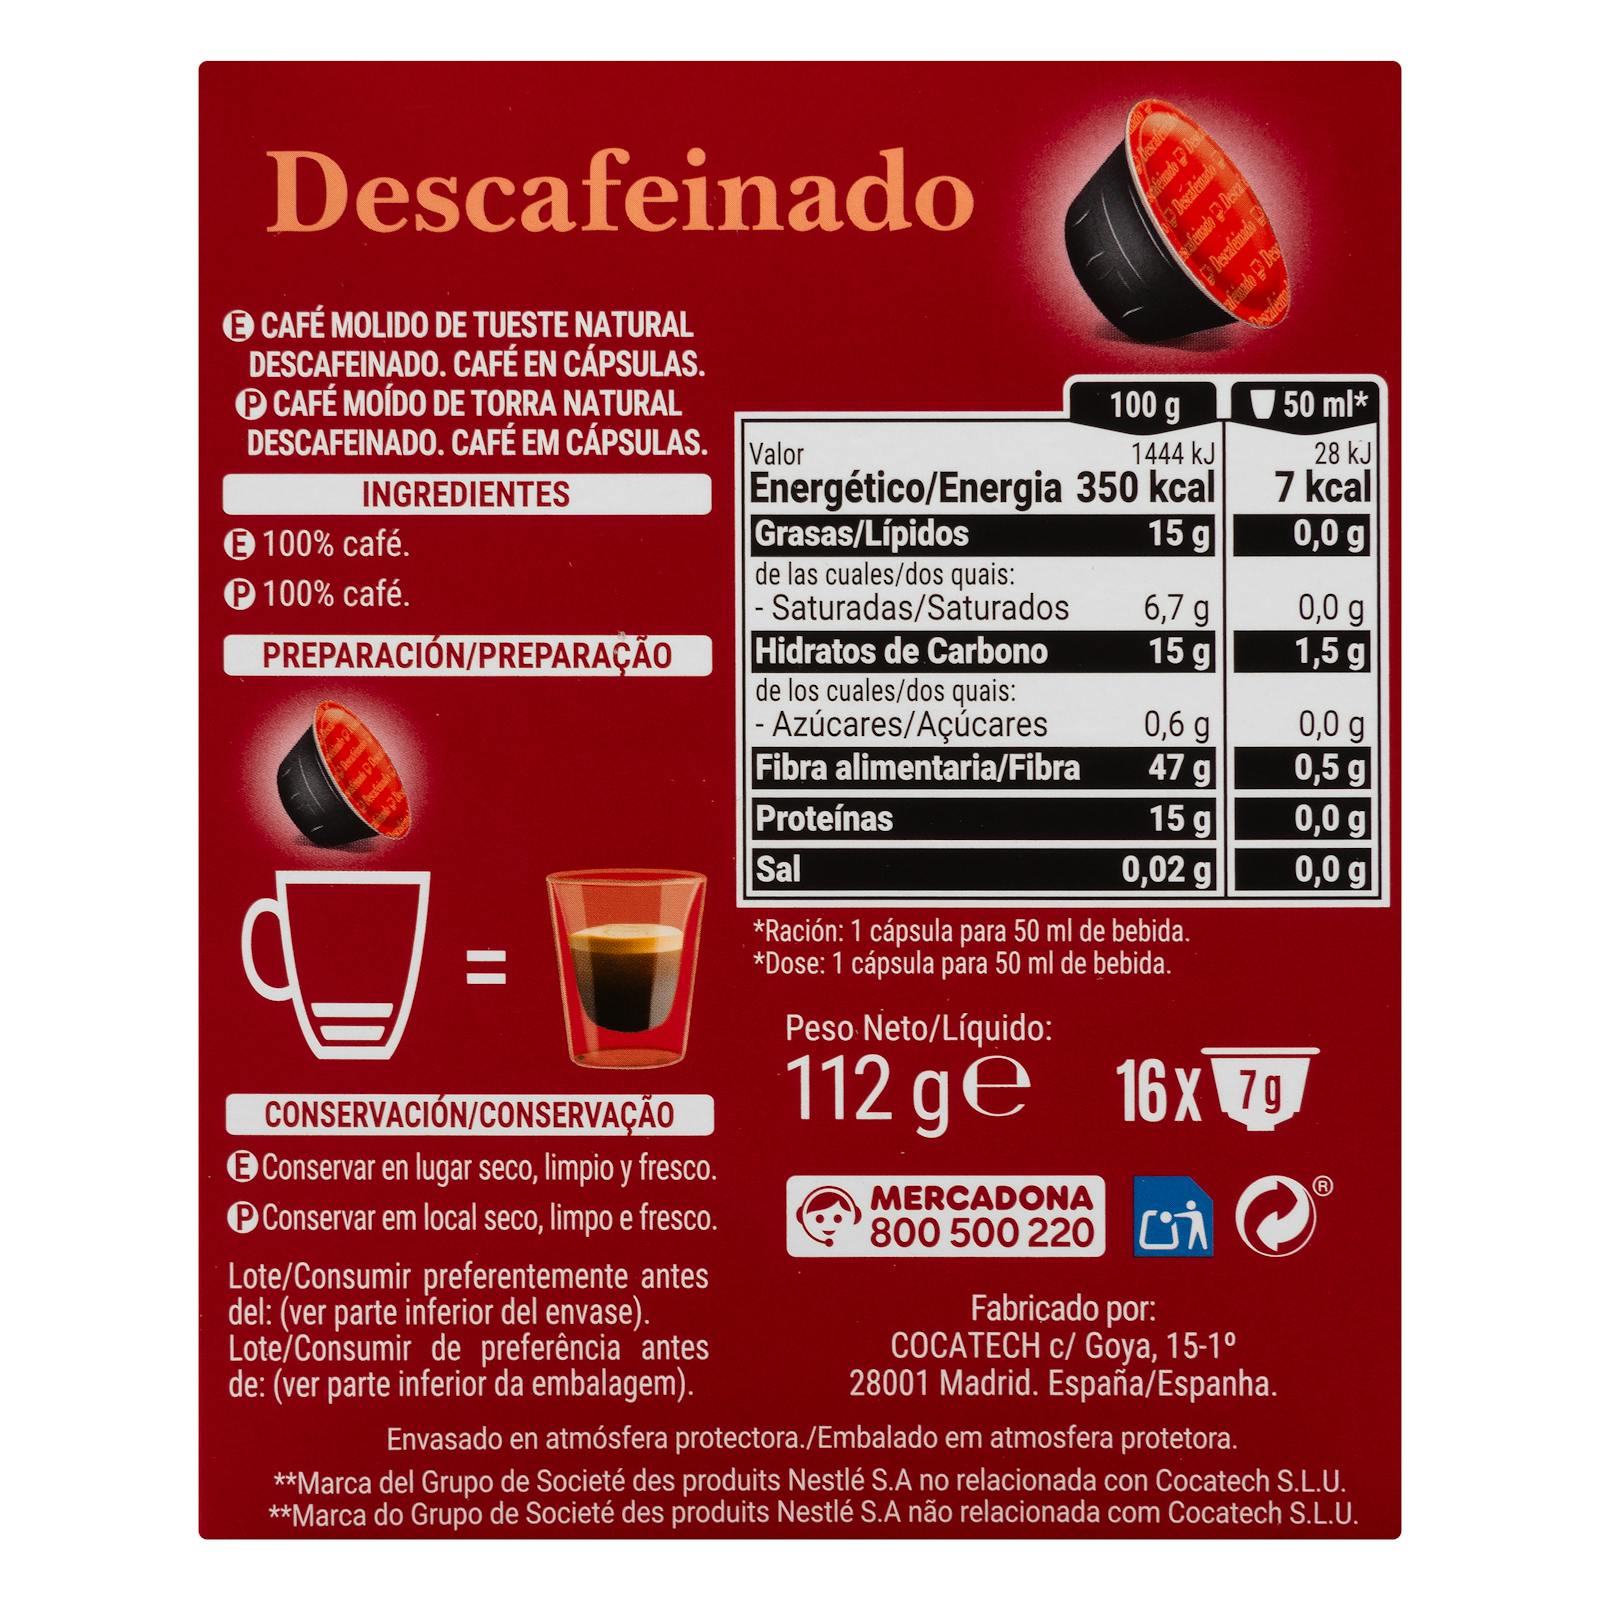 Descafeinado
E CAFÉ MOLIDO DE TUESTE NATURAL
DESCAFEINADO. CAFÉ EN CÁPSULAS.
P CAFÉ MOÍDO DE TORRA NATURAL
DESCAFEINADO. CAFÉ EM CÁPSULAS.
INGREDIENTES
E 100% café.
P 100% café.
PREPARACIÓN/PREPARAÇÃO
=
CONSERVACIÓN/CONSERVAÇÃO
E Conservar en lugar seco, limpio y fresco.
P Conservar em local seco, limpo e fresco.
Lote/Consumir preferentemente antes
del: (ver parte inferior del envase).
Lote/Consumir de preferência antes
de: (ver parte inferior da embalagem).
100 g 50 ml*
Valor 1444 kJ 28 kJ
Energético/Energia 350 kcal 7 kcal
Grasas/Lípidos 15 g 0,0 g
de las cuales/dos quais:
- Saturadas/Saturados 6,7 g 0,0 g
Hidratos de Carbono 15 g 1,5 g
de los cuales/dos quais:
- Azúcares/Açúcares 0,6 g 0,0 g
Fibra alimentaria/Fibra 47 g 0,5 g
Proteínas 15 g 0,0 g
Sal 0,02 g 0,0 g
*Ración: 1 cápsula para 50 ml de bebida.
*Dose: 1 cápsula para 50 ml de bebida.
Peso Neto/Líquido:
112 g ℮ 16 x 7 g
MERCADONA
800 500 220
®
Fabricado por:
COCATECH c/ Goya, 15-1º
28001 Madrid. España/Espanha.
Envasado en atmósfera protectora./Embalado em atmosfera protetora.
**Marca del Grupo de Societé des produits Nestlé S.A no relacionada con Cocatech S.L.U.
**Marca do Grupo de Societé des produits Nestlé S.A não relacionada com Cocatech S.L.U.